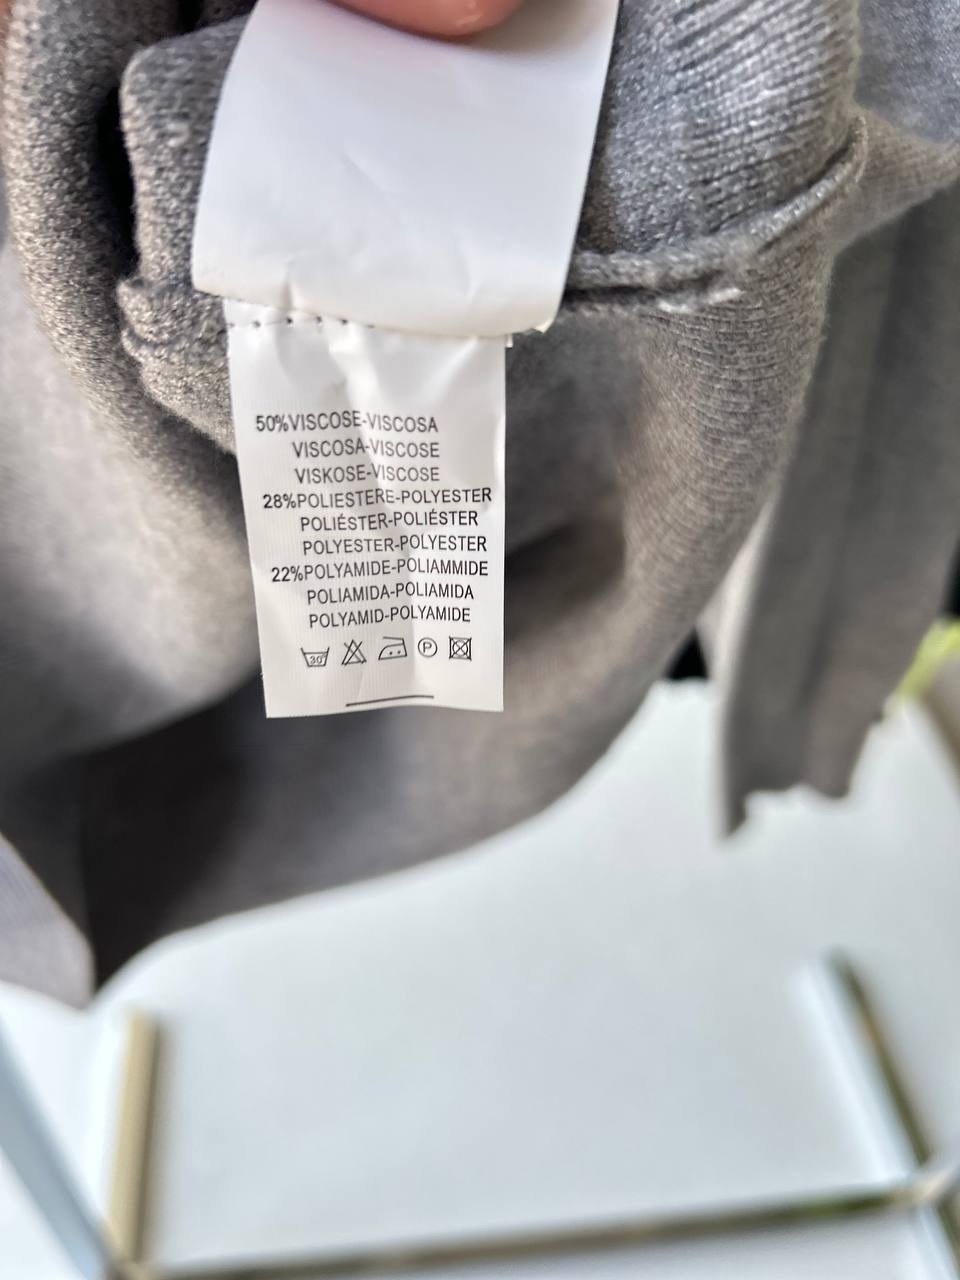 50%VISCOSE-VISCOSA
VISCOSA-VISCOSE
VISKOSE-VISCOSE
28%POLIESTERE-POLYESTER
POLIÉSTER-POLIÉSTER
POLYESTER-POLYESTER
22%POLYAMIDE-POLIAMMIDE
POLIAMIDA-POLIAMIDA
POLYAMID-POLYAMIDE
30° P